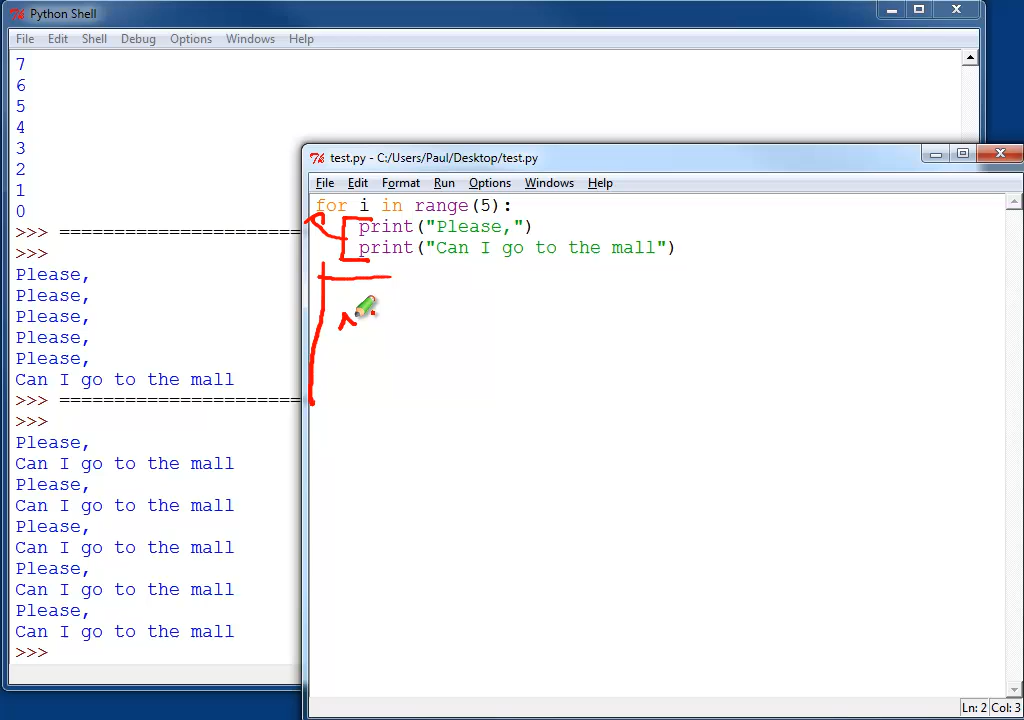 Python Shell
File Edit Shell Debug Options Windows Help
7
6
5
4
3
2
1
0
>>> ======================
>>>
Please,
Please,
Please,
Please,
Please,
Can I go to the mall
>>> ======================
>>>
Please,
Can I go to the mall
Please,
Can I go to the mall
Please,
Can I go to the mall
Please,
Can I go to the mall
Please,
Can I go to the mall
>>>
test.py - C:/Users/Paul/Desktop/test.py
File Edit Format Run Options Windows Help
for i in range(5):
print("Please,")
print("Can I go to the mall")
Ln: 2 Col: 3